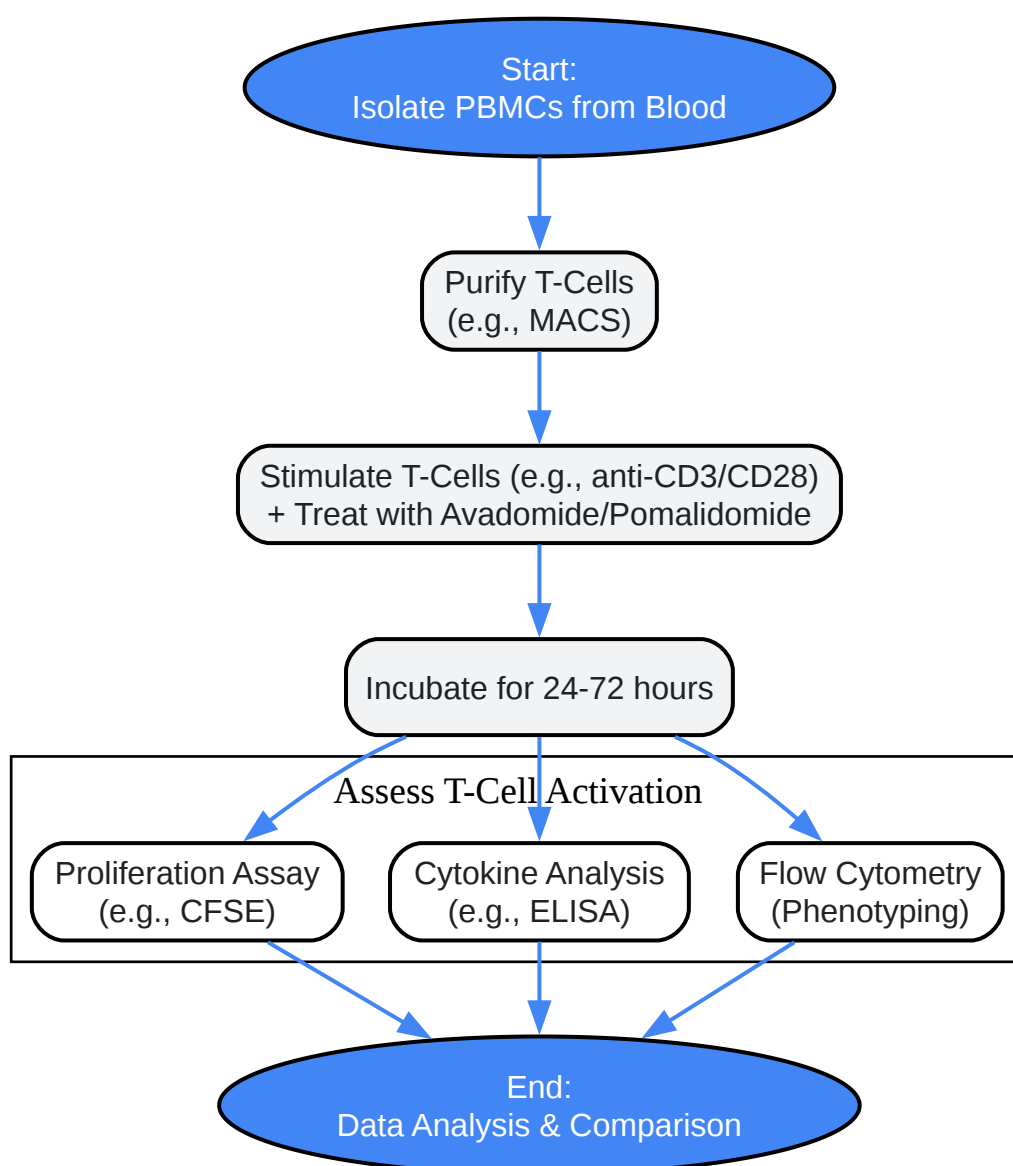 Start:
Isolate PBMCs from Blood
Purify T-Cells
(e.g., MACS)
Stimulate T-Cells (e.g., anti-CD3/CD28)
+ Treat with Avadomide/Pomalidomide
Incubate for 24-72 hours
Assess T-Cell Activation
Proliferation Assay
(e.g., CFSE)
Cytokine Analysis
(e.g., ELISA)
Flow Cytometry
(Phenotyping)
End:
Data Analysis & Comparison